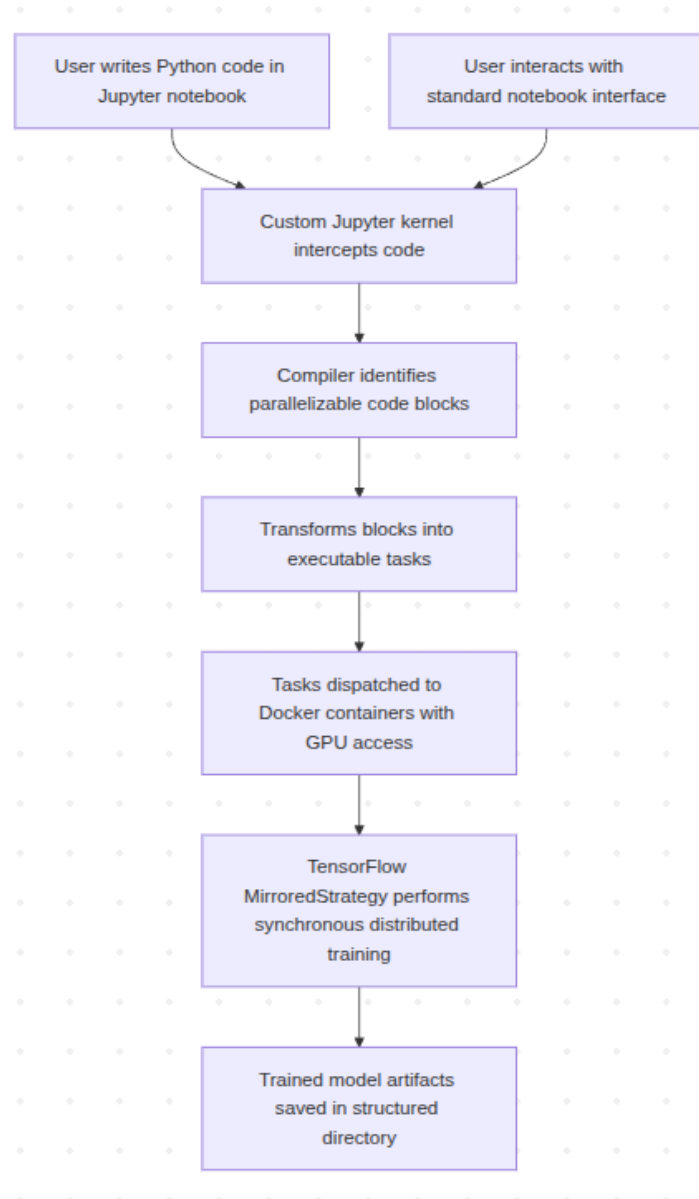 User writes Python code in
Jupyter notebook
User interacts with
standard notebook interface
Custom Jupyter kernel
intercepts code
Compiler identifies
parallelizable code blocks
Transforms blocks into
executable tasks
Tasks dispatched to
Docker containers with
GPU access
TensorFlow
MirroredStrategy performs
synchronous distributed
training
Trained model artifacts
saved in structured
directory